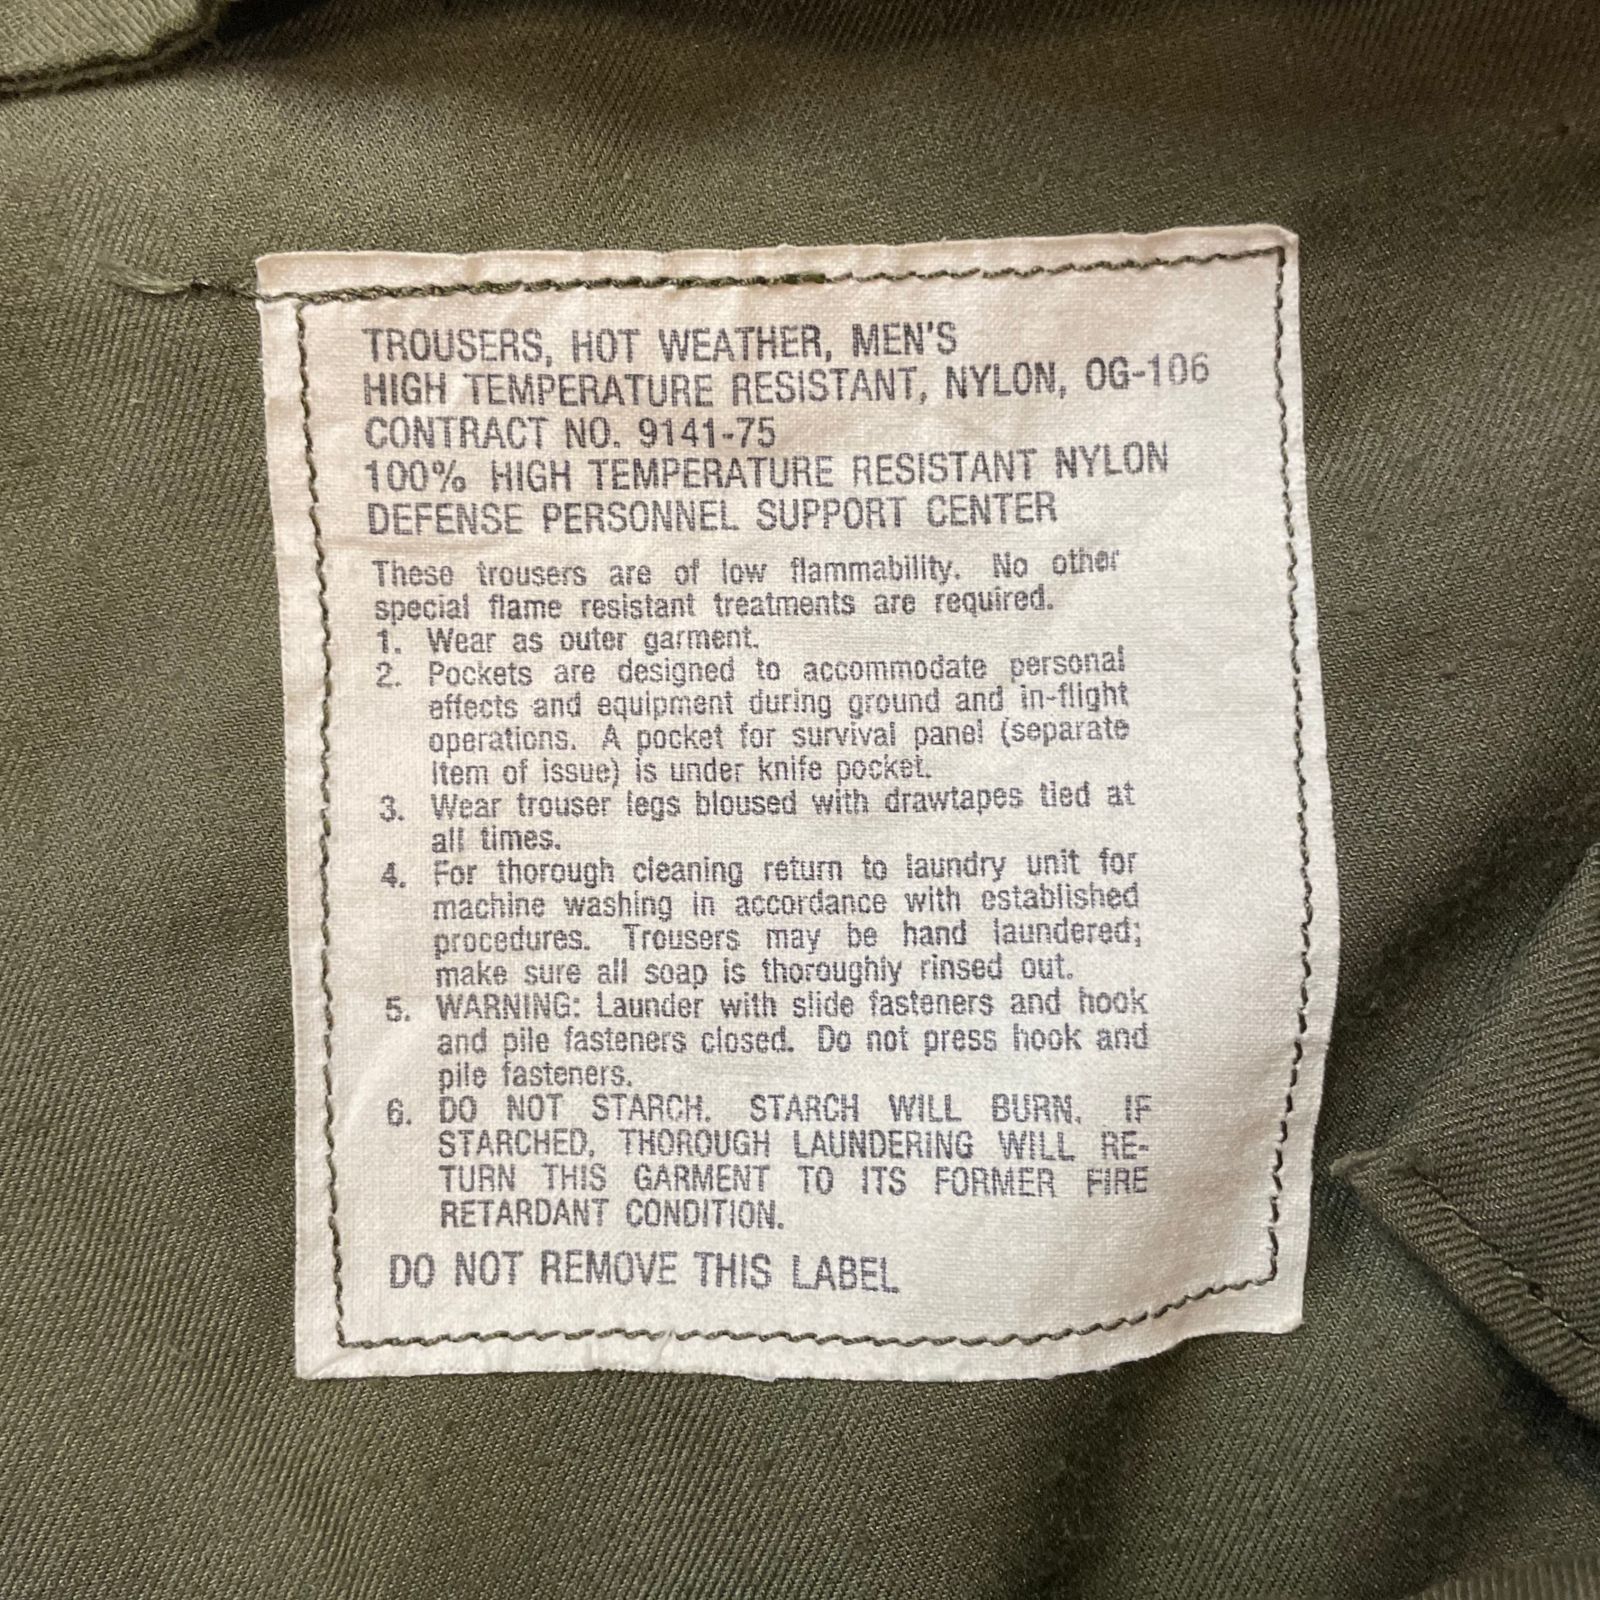 TROUSERS, HOT WEATHER, MEN'S
HIGH TEMPERATURE RESISTANT, NYLON, OG-106
CONTRACT NO. 9141-75
100% HIGH TEMPERATURE RESISTANT NYLON
DEFENSE PERSONNEL SUPPORT CENTER
These trousers are of low flammability. No other
special flame resistant treatments are required.
1. Wear as outer garment.
2. Pockets are designed to accommodate personal
effects and equipment during ground and in-flight
operations. A pocket for survival panel (separate
item of issue) is under knife pocket.
3. Wear trouser legs bloused with drawtapes tied at
all times.
4. For thorough cleaning return to laundry unit for
machine washing in accordance with established
procedures. Trousers may be hand laundered;
make sure all soap is thoroughly rinsed out.
5. WARNING: Launder with slide fasteners and hook
and pile fasteners closed. Do not press hook and
pile fasteners.
6. DO NOT STARCH. STARCH WILL BURN. IF
STARCHED, THOROUGH LAUNDERING WILL RE-
TURN THIS GARMENT TO ITS FORMER FIRE
RETARDANT CONDITION.
DO NOT REMOVE THIS LABEL